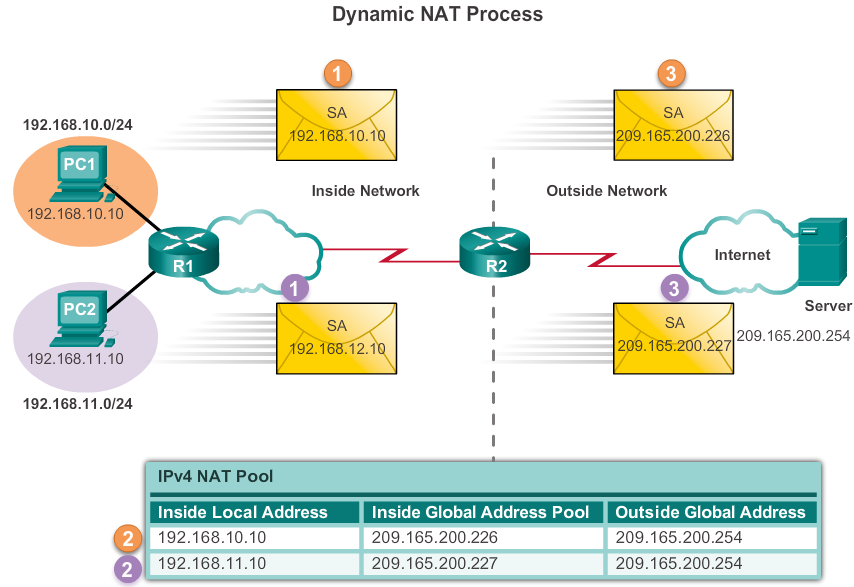 Dynamic NAT Process
1
3
SA
192.168.10.10
SA
209.165.200.226
192.168.10.0/24
PC1
192.168.10.10
Inside Network
Outside Network
R1
R2
Internet
Server
209.165.200.254
PC2
192.168.11.10
192.168.11.0/24
1
3
SA
192.168.12.10
SA
209.165.200.227
IPv4 NAT Pool
Inside Local Address Inside Global Address Pool Outside Global Address
2 192.168.10.10 209.165.200.226 209.165.200.254
2 192.168.11.10 209.165.200.227 209.165.200.254